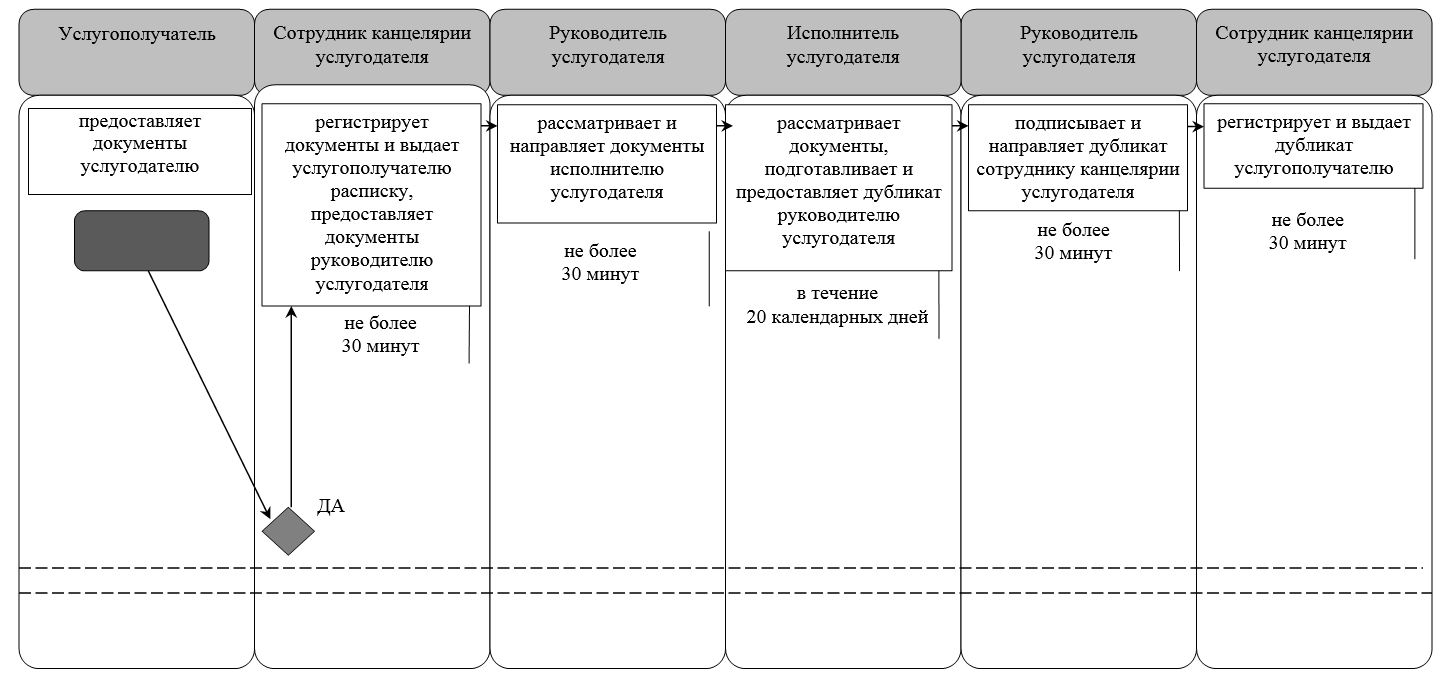 Услугополучатель
Сотрудник канцелярии
услугодателя
Руководитель
услугодателя
Исполнитель
услугодателя
Руководитель
услугодателя
Сотрудник канцелярии
услугодателя
предоставляет
документы
услугодателю
регистрирует
документы и выдает
услугополучателю
расписку,
предоставляет
документы
руководителю
услугодателя
не более
30 минут
ДА
рассматривает и
направляет документы
исполнителю
услугодателя
не более
30 минут
рассматривает
документы,
подготавливает и
предоставляет дубликат
руководителю
услугодателя
в течение
20 календарных дней
подписывает и
направляет дубликат
сотруднику канцелярии
услугодателя
не более
30 минут
регистрирует и выдает
дубликат
услугополучателю
не более
30 минут